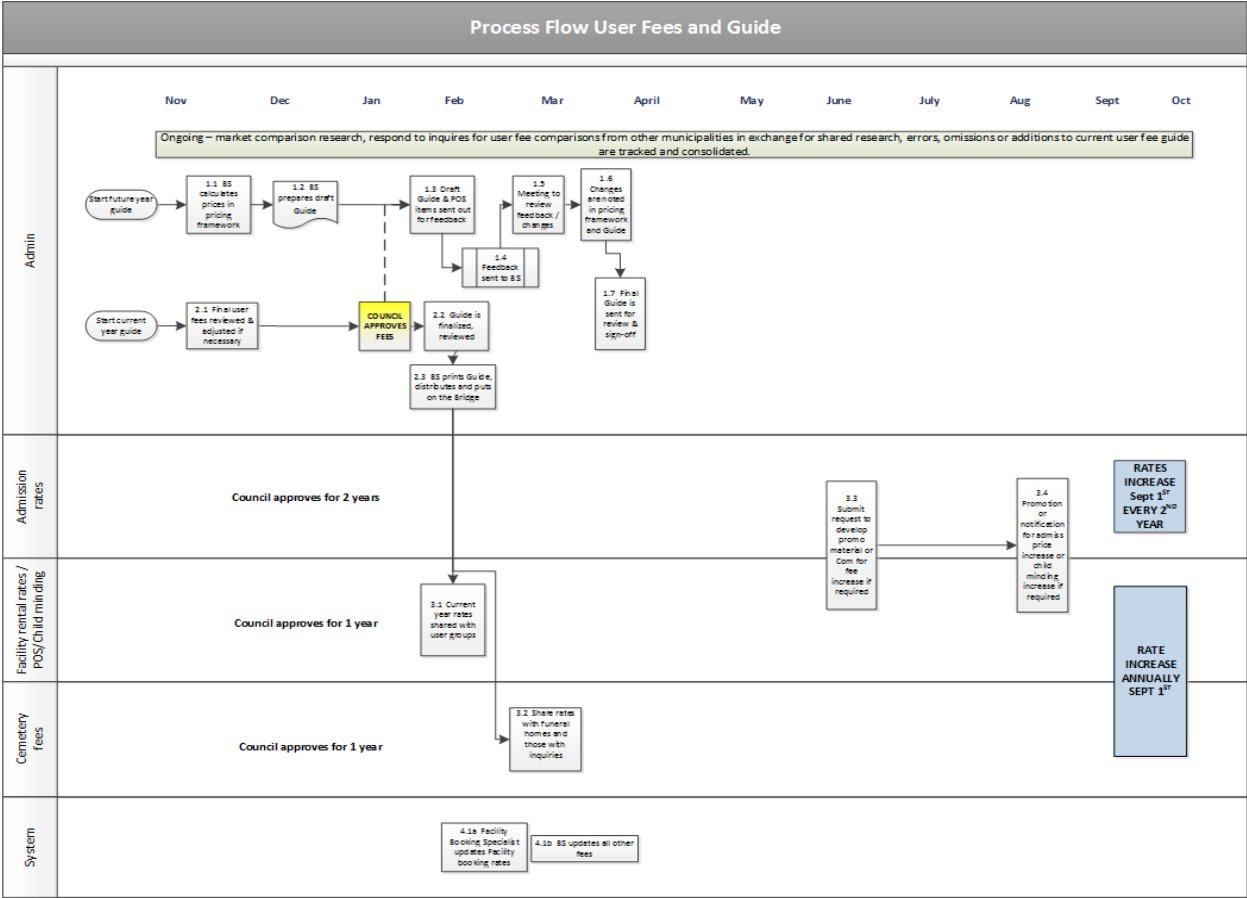 Process Flow User Fees and Guide
Nov Dec Jan Feb Mar April May June July Aug Sept Oct
Ongoing – market comparison research, respond to inquires for user fee comparisons from other municipalities in exchange for shared research, errors, omissions or additions to current user fee guide
are tracked and consolidated.
Admin
Start future year
guide
1.1 BS
calculates
prices in
pricing
framework
1.2 BS
prepares draft
Guide
1.3 Draft
Guide & POS
items sent out
for feedback
1.4
Feedback
sent to BS
1.5
Meeting to
review
feedback /
changes
1.6
Changes
are noted
in pricing
framework
and Guide
1.7 Final
Guide is
sent for
review &
sign-off
Start current
year guide
2.1 Final user
fees reviewed &
adjusted if
necessary
COUNCIL
APPROVES
FEES
2.2 Guide is
finalized,
reviewed
2.3 BS prints Guide,
distributes and puts
on the Bridge
Admission
rates
Council approves for 2 years
3.3
Submit
request to
develop
promo
material or
Com for
fee
increase if
required
3.4
Promotion
or
notification
for admiss
price
increase or
child
minding
increase if
required
RATES
INCREASE
Sept 1ST
EVERY 2ND
YEAR
Facility rental rates /
POS/Child minding
Council approves for 1 year
3.1 Current
year rates
shared with
user groups
RATE
INCREASE
ANNUALLY
SEPT 1ST
Cemetery
fees
Council approves for 1 year
3.2 Share rates
with funeral
homes and
those with
inquiries
System
4.1a Facility
Booking Specialist
updates Facility
booking rates
4.1b BS updates all other
fees